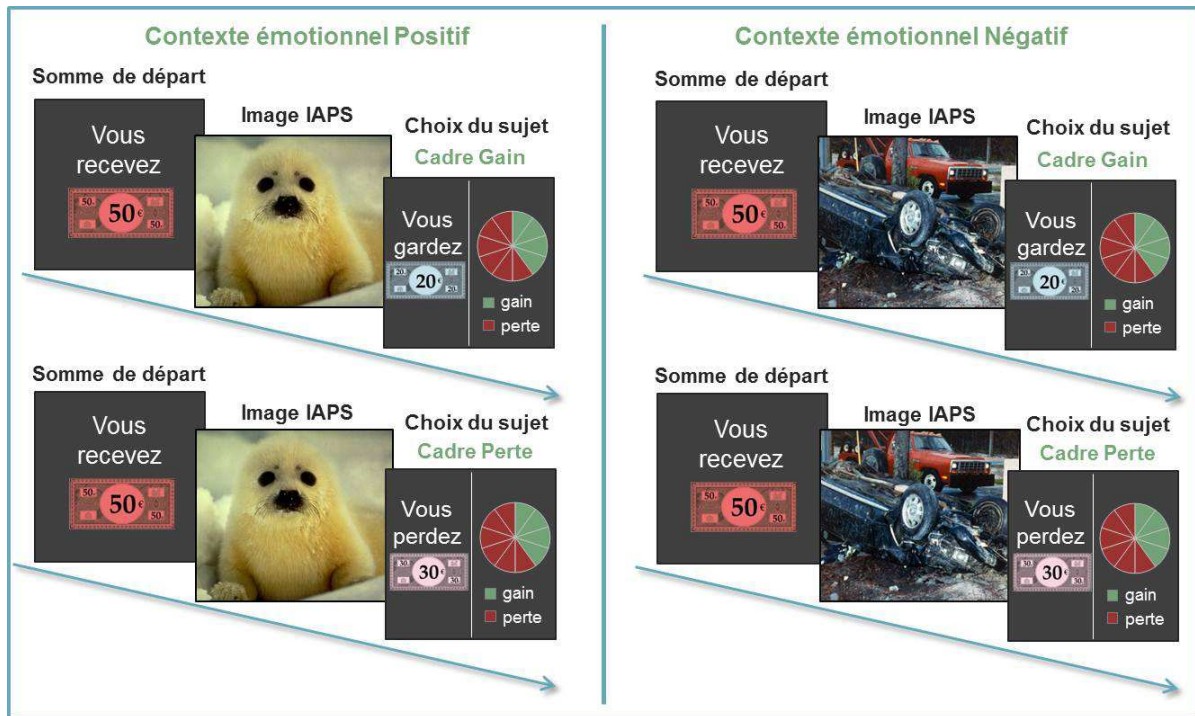 Contexte émotionnel Positif
Somme de départ
Vous
recevez
50€
Image IAPS
Choix du sujet
Cadre Gain
Vous
gardez
20€
gain
perte
Somme de départ
Vous
recevez
50€
Image IAPS
Choix du sujet
Cadre Perte
Vous
perdez
30€
gain
perte
Contexte émotionnel Négatif
Somme de départ
Vous
recevez
50€
Image IAPS
Choix du sujet
Cadre Gain
Vous
gardez
20€
gain
perte
Somme de départ
Vous
recevez
50€
Image IAPS
Choix du sujet
Cadre Perte
Vous
perdez
30€
gain
perte